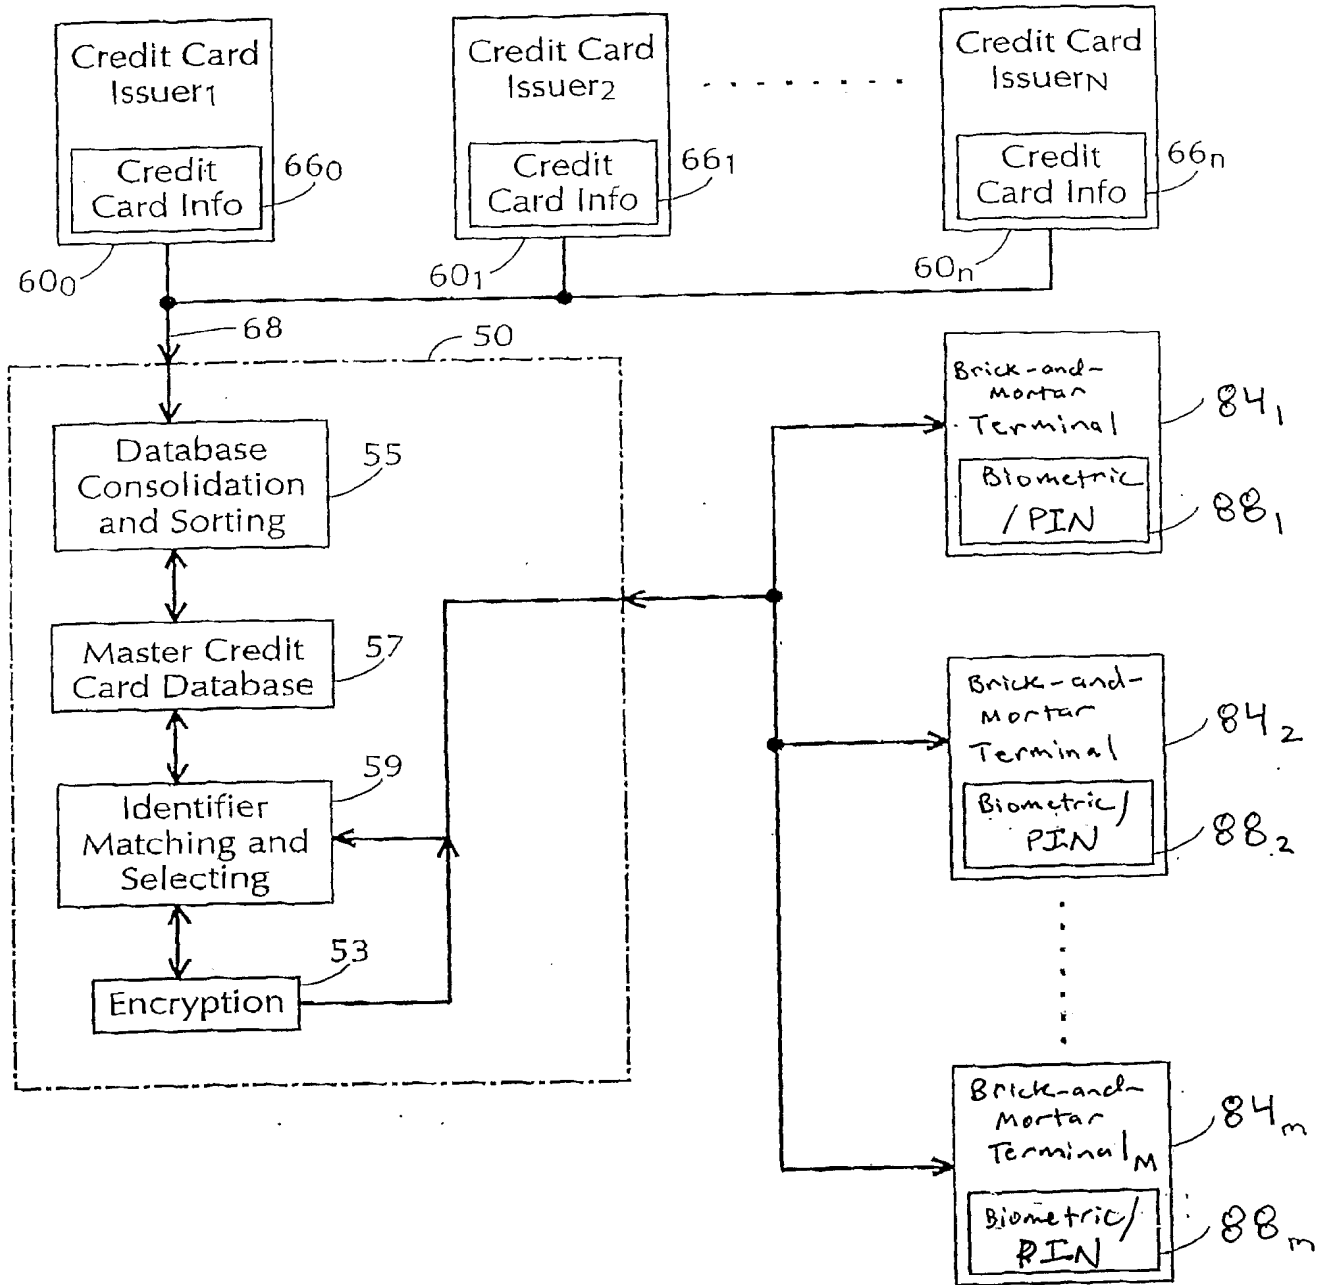 Credit Card
Issuer1
Credit Card
Issuer2
Credit Card
IssuerN
Credit
Card Info
660
Credit
Card Info
661
Credit
Card Info
66n
600
601
60n
68
50
Database
Consolidation
and Sorting
55
Master Credit
Card Database
57
Identifier
Matching and
Selecting
59
Encryption
53
Brick-and-
Mortar
Terminal
841
Biometric
/PIN
881
Brick-and-
Mortar
Terminal
842
Biometric/
PIN
882
Brick-and-
Mortar
TerminalM
84m
Biometric/
PIN
88m